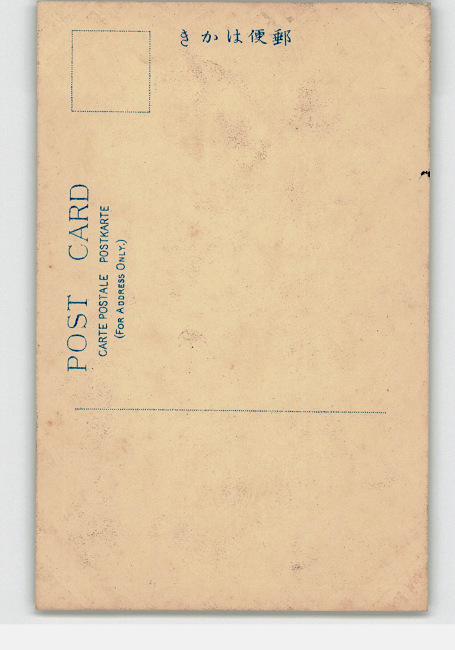 きかは便郵
POST CARD
CARTE POSTALE POSTKARTE
(FOR ADDRESS ONLY.)